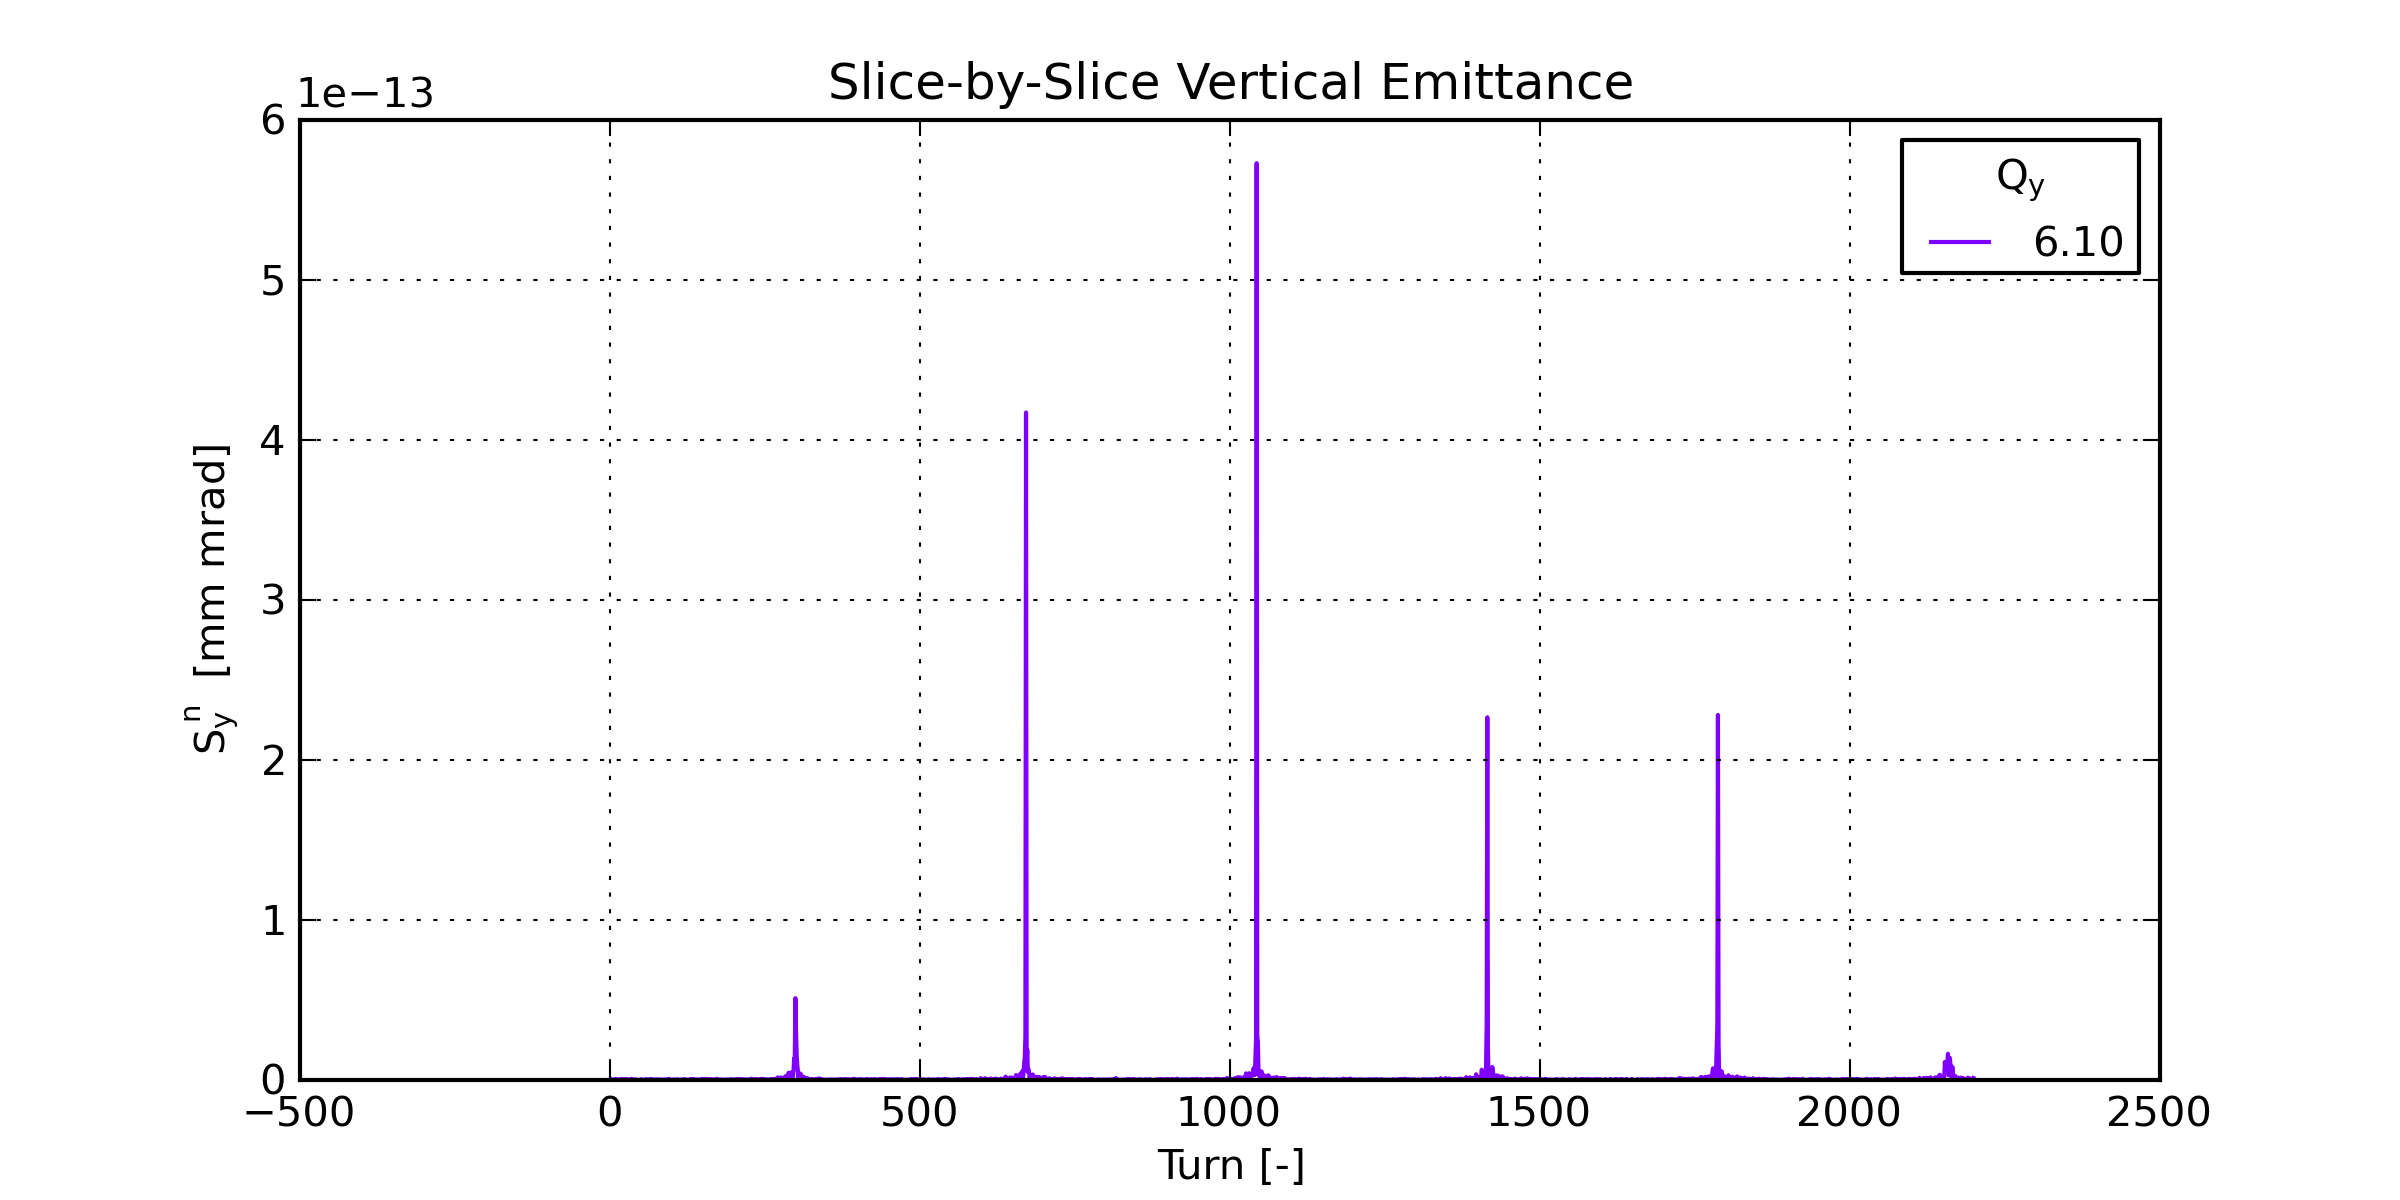 Slice-by-Slice Vertical Emittance
1e−13
6
5
4
3
2
1
0
S_y^n [mm mrad]
Q_y
6.10
−500 0 500 1000 1500 2000 2500
Turn [-]